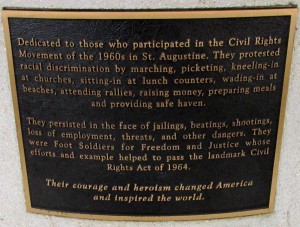 Dedicated to those who participated in the Civil Rights
Movement of the 1960s in St. Augustine. They protested
racial discrimination by marching, picketing, kneeling-in
at churches, sitting-in at lunch counters, wading-in at
beaches, attending rallies, raising money, preparing meals
and providing safe haven.
They persisted in the face of jailings, beatings, shootings,
loss of employment, threats, and other dangers. They
were Foot Soldiers for Freedom and Justice whose
efforts and example helped to pass the landmark Civil
Rights Act of 1964.
Their courage and heroism changed America
and inspired the world.